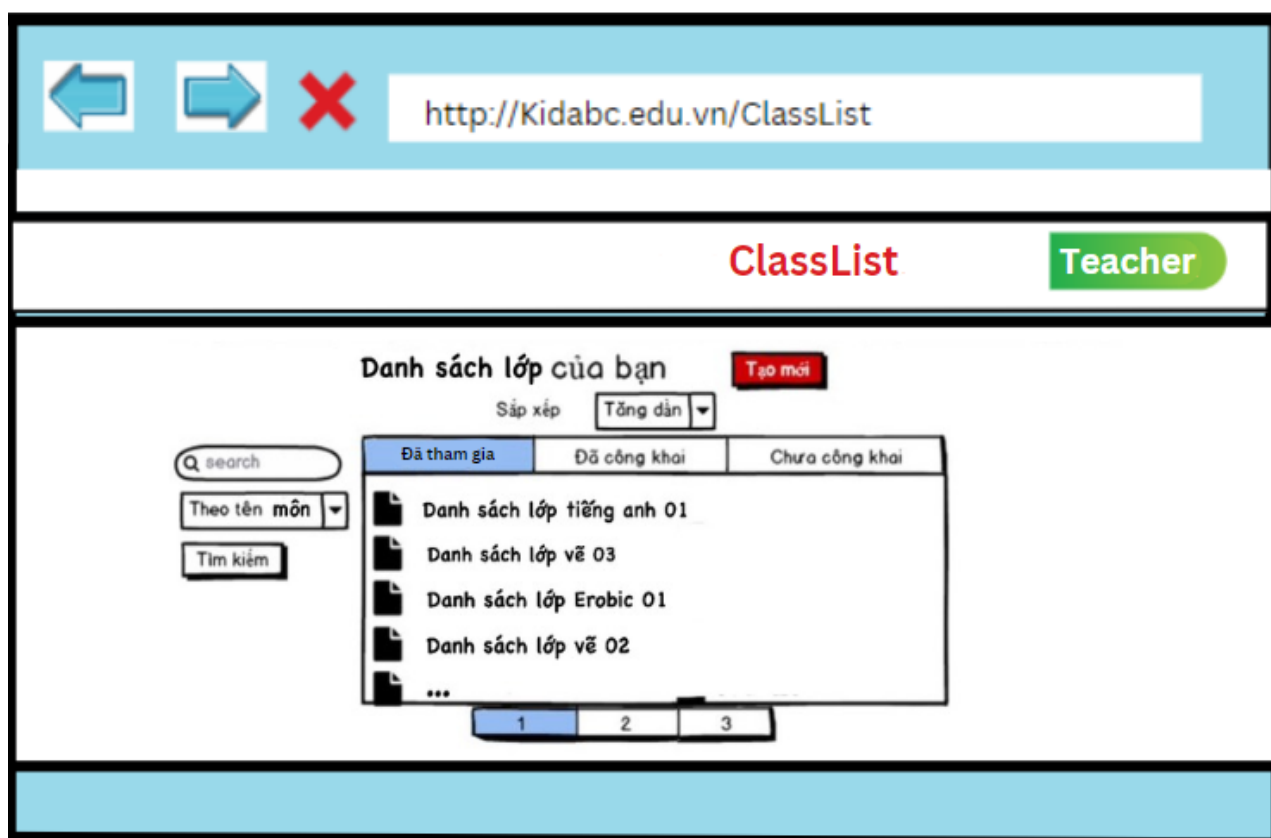 http://Kidabc.edu.vn/ClassList
ClassList
Teacher
Danh sách lớp của bạn
Tạo mới
Sắp xếp
Tăng dần
search
Theo tên môn
Tìm kiếm
Đã tham gia
Đã công khai
Chưa công khai
Danh sách lớp tiếng anh 01
Danh sách lớp vẽ 03
Danh sách lớp Erobic 01
Danh sách lớp vẽ 02
...
1
2
3